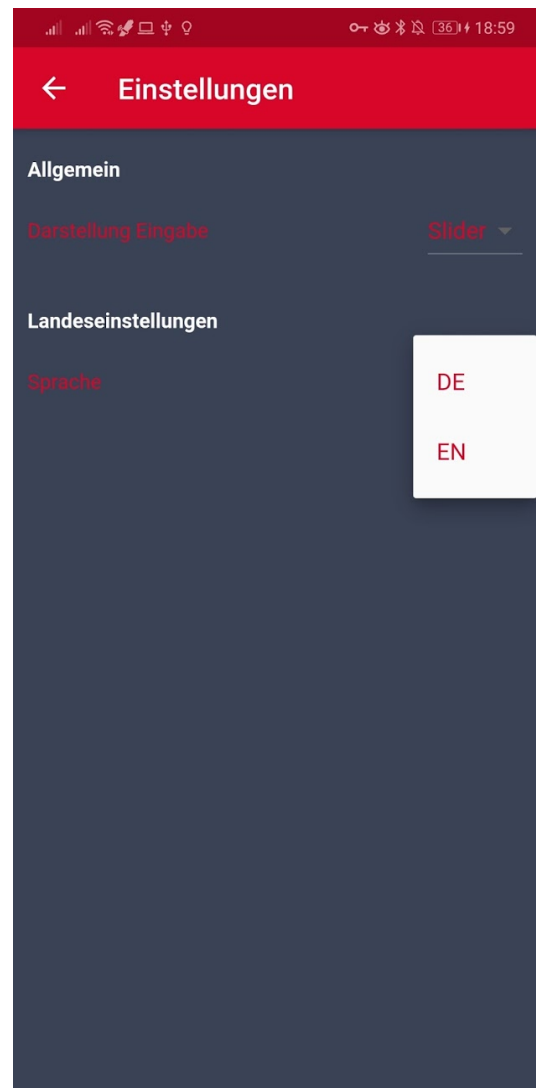 36 18:59
Einstellungen
Allgemein
Darstellung Eingabe Slider
Landeseinstellungen
Sprache
DE
EN